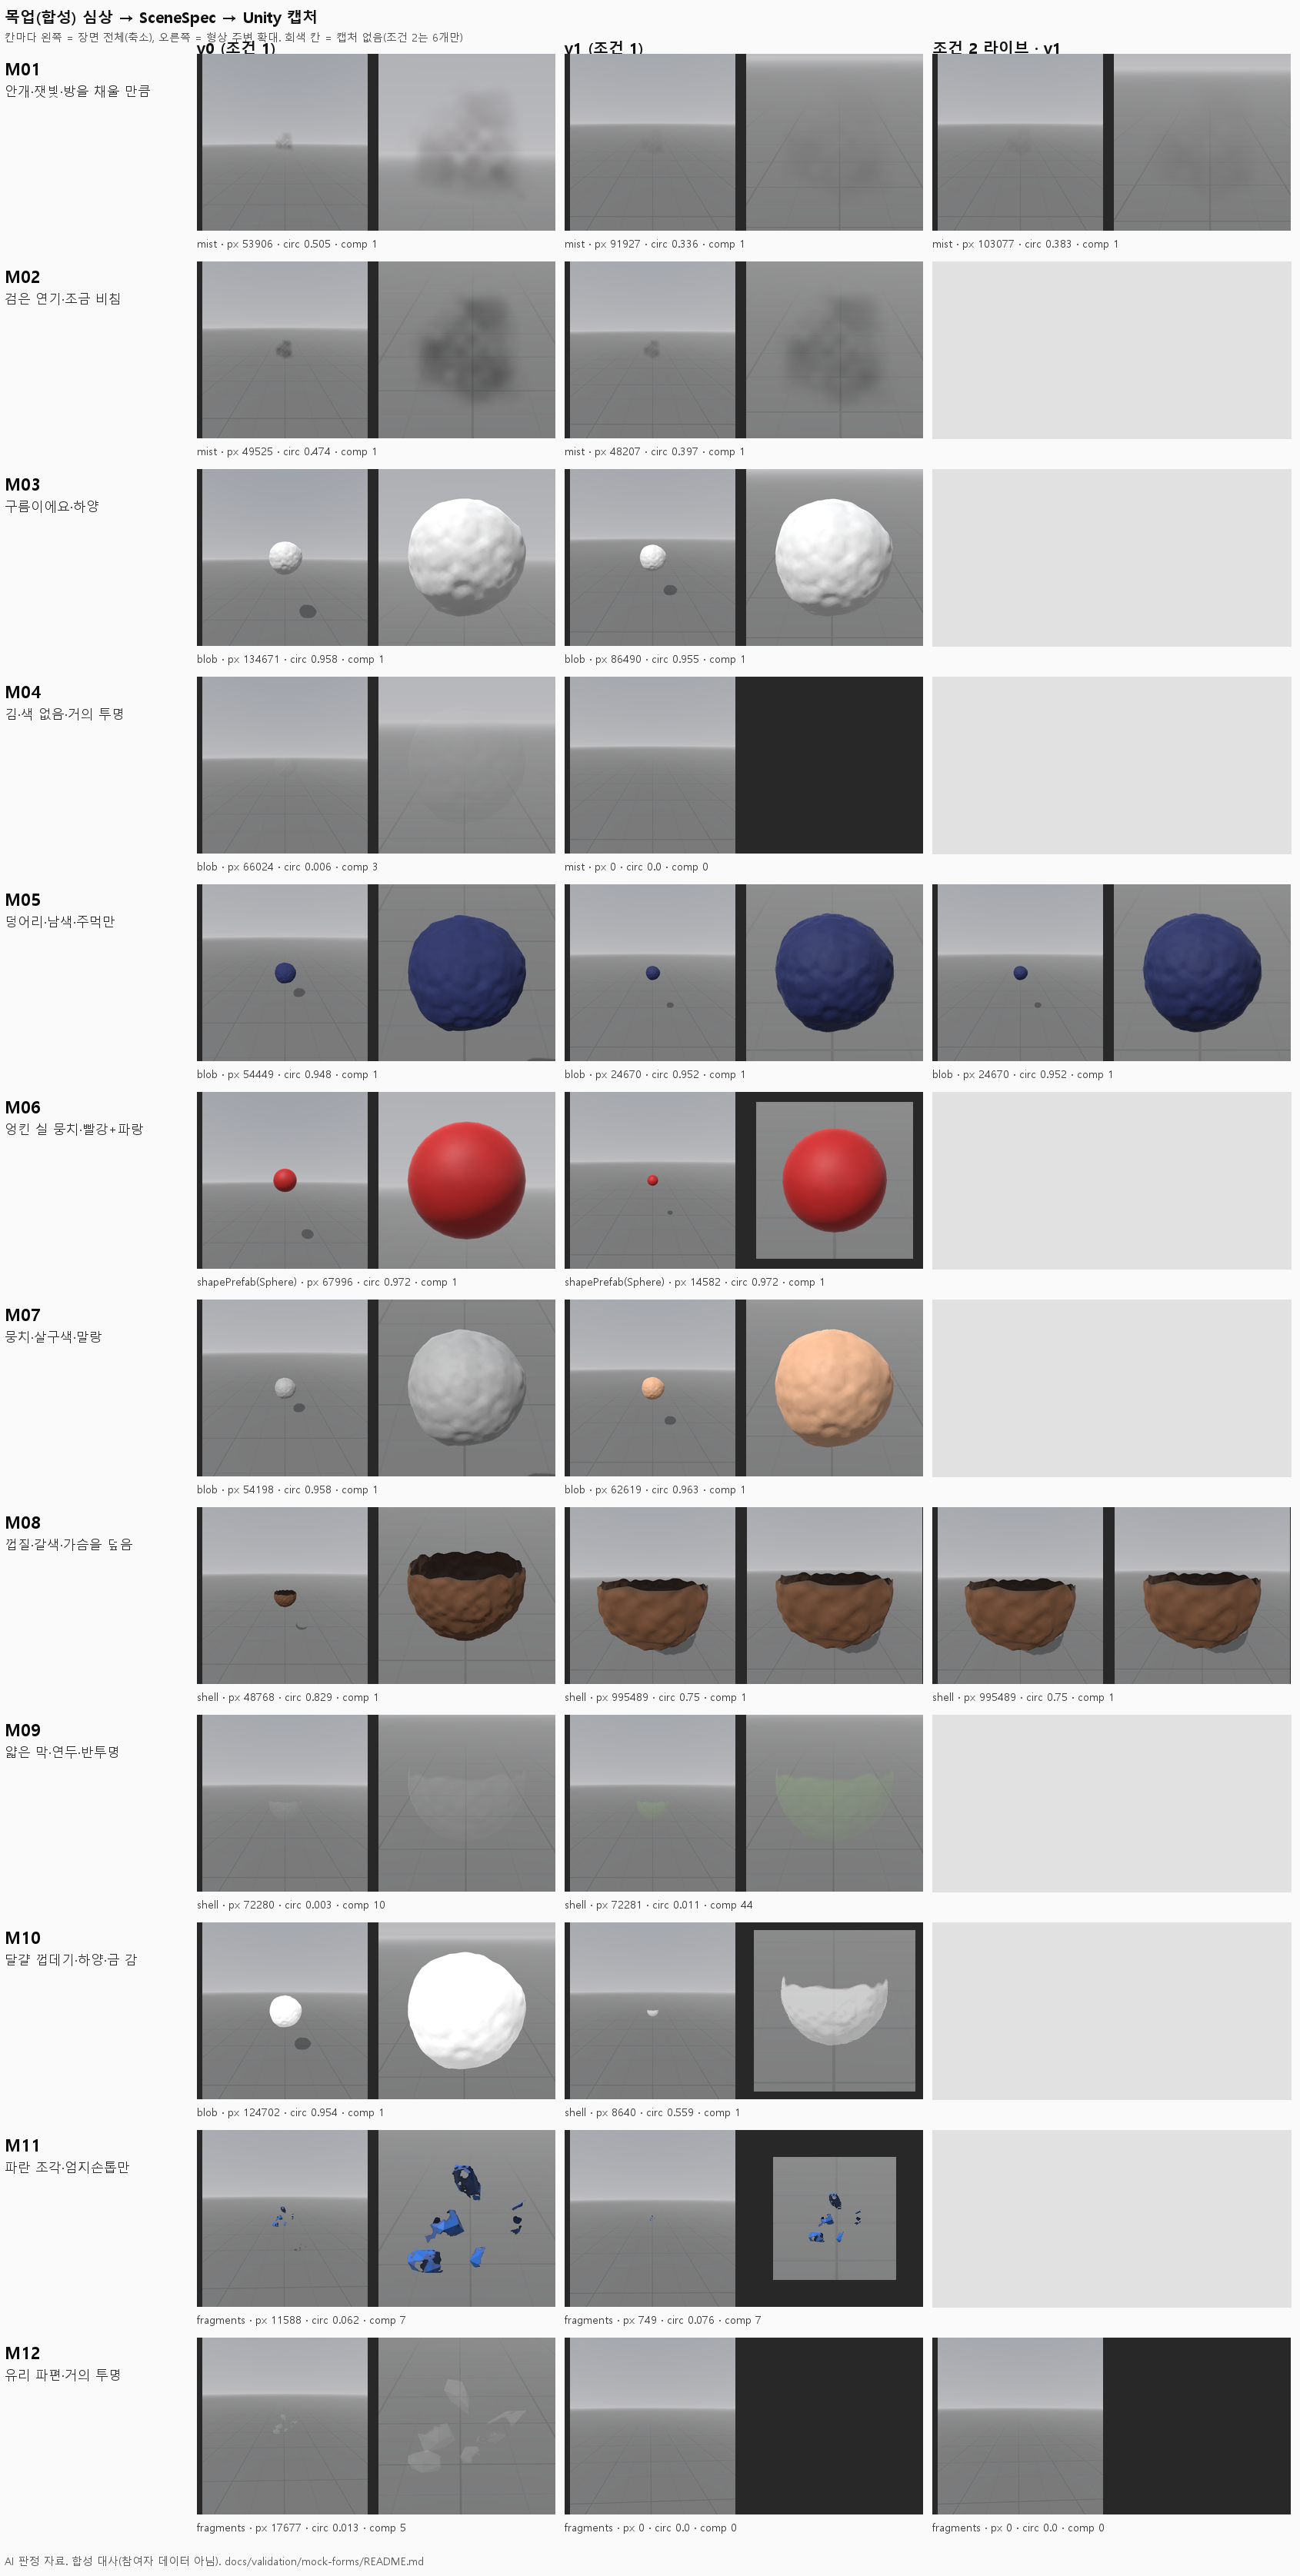 목업(합성) 심상 → SceneSpec → Unity 캡처
칸마다 왼쪽 = 장면 전체(축소), 오른쪽 = 형상 주변 확대. 회색 칸 = 캡처 없음(조건 2는 6개만)
v0 (조건 1)
v1 (조건 1)
조건 2 라이브 · v1
M01
안개·잿빛·방을 채울 만큼
mist · px 53906 · circ 0.505 · comp 1
mist · px 91927 · circ 0.336 · comp 1
mist · px 103077 · circ 0.383 · comp 1
M02
검은 연기·조금 비침
mist · px 49525 · circ 0.474 · comp 1
mist · px 48207 · circ 0.397 · comp 1
M03
구름이에요·하양
blob · px 134671 · circ 0.958 · comp 1
blob · px 86490 · circ 0.955 · comp 1
M04
김·색 없음·거의 투명
blob · px 66024 · circ 0.006 · comp 3
mist · px 0 · circ 0.0 · comp 0
M05
덩어리·남색·주먹만
blob · px 54449 · circ 0.948 · comp 1
blob · px 24670 · circ 0.952 · comp 1
blob · px 24670 · circ 0.952 · comp 1
M06
엉킨 실 뭉치·빨강+파랑
shapePrefab(Sphere) · px 67996 · circ 0.972 · comp 1
shapePrefab(Sphere) · px 14582 · circ 0.972 · comp 1
M07
뭉치·살구색·말랑
blob · px 54198 · circ 0.958 · comp 1
blob · px 62619 · circ 0.963 · comp 1
M08
껍질·갈색·가슴을 덮음
shell · px 48768 · circ 0.829 · comp 1
shell · px 995489 · circ 0.75 · comp 1
shell · px 995489 · circ 0.75 · comp 1
M09
얇은 막·연두·반투명
shell · px 72280 · circ 0.003 · comp 10
shell · px 72281 · circ 0.011 · comp 44
M10
달걀 껍데기·하양·금 감
blob · px 124702 · circ 0.954 · comp 1
shell · px 8640 · circ 0.559 · comp 1
M11
파란 조각·엄지손톱만
fragments · px 11588 · circ 0.062 · comp 7
fragments · px 749 · circ 0.076 · comp 7
M12
유리 파편·거의 투명
fragments · px 17677 · circ 0.013 · comp 5
fragments · px 0 · circ 0.0 · comp 0
fragments · px 0 · circ 0.0 · comp 0
AI 판정 자료. 합성 대사(참여자 데이터 아님). docs/validation/mock-forms/README.md